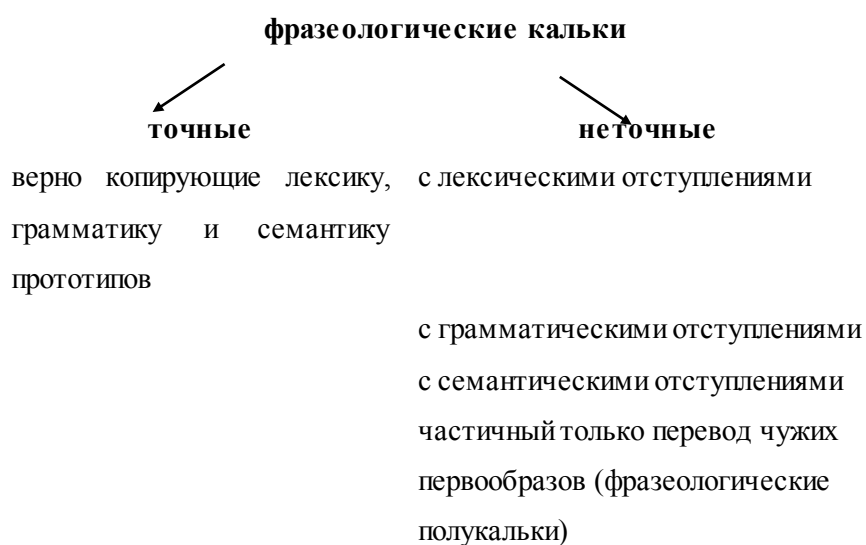 фразеологические кальки
точные
неточные
верно копирующие лексику,
грамматику и семантику
прототипов
с лексическими отступлениями
с грамматическими отступлениями
с семантическими отступлениями
частичный только перевод чужих
первообразов (фразеологические
полукальки)